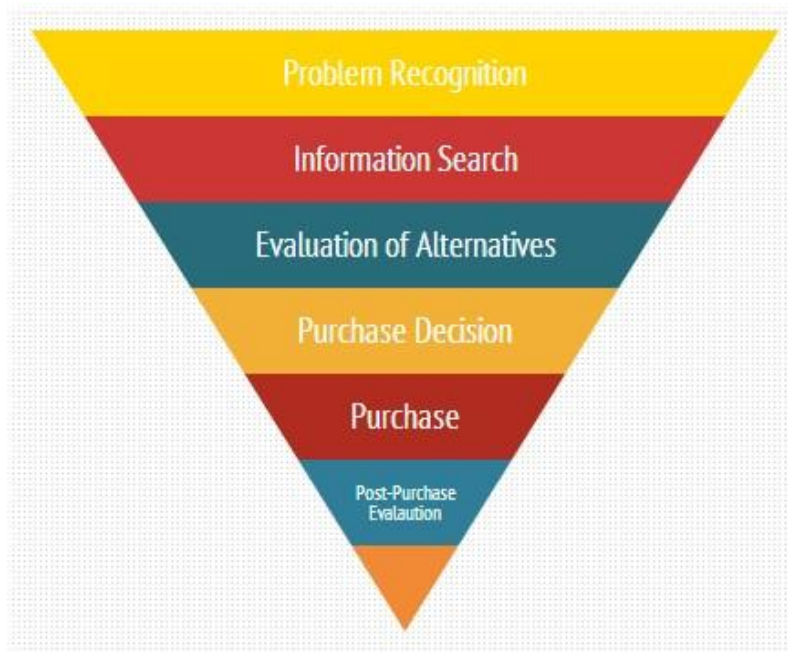 Problem Recognition
Information Search
Evaluation of Alternatives
Purchase Decision
Purchase
Post-Purchase
Evalaution